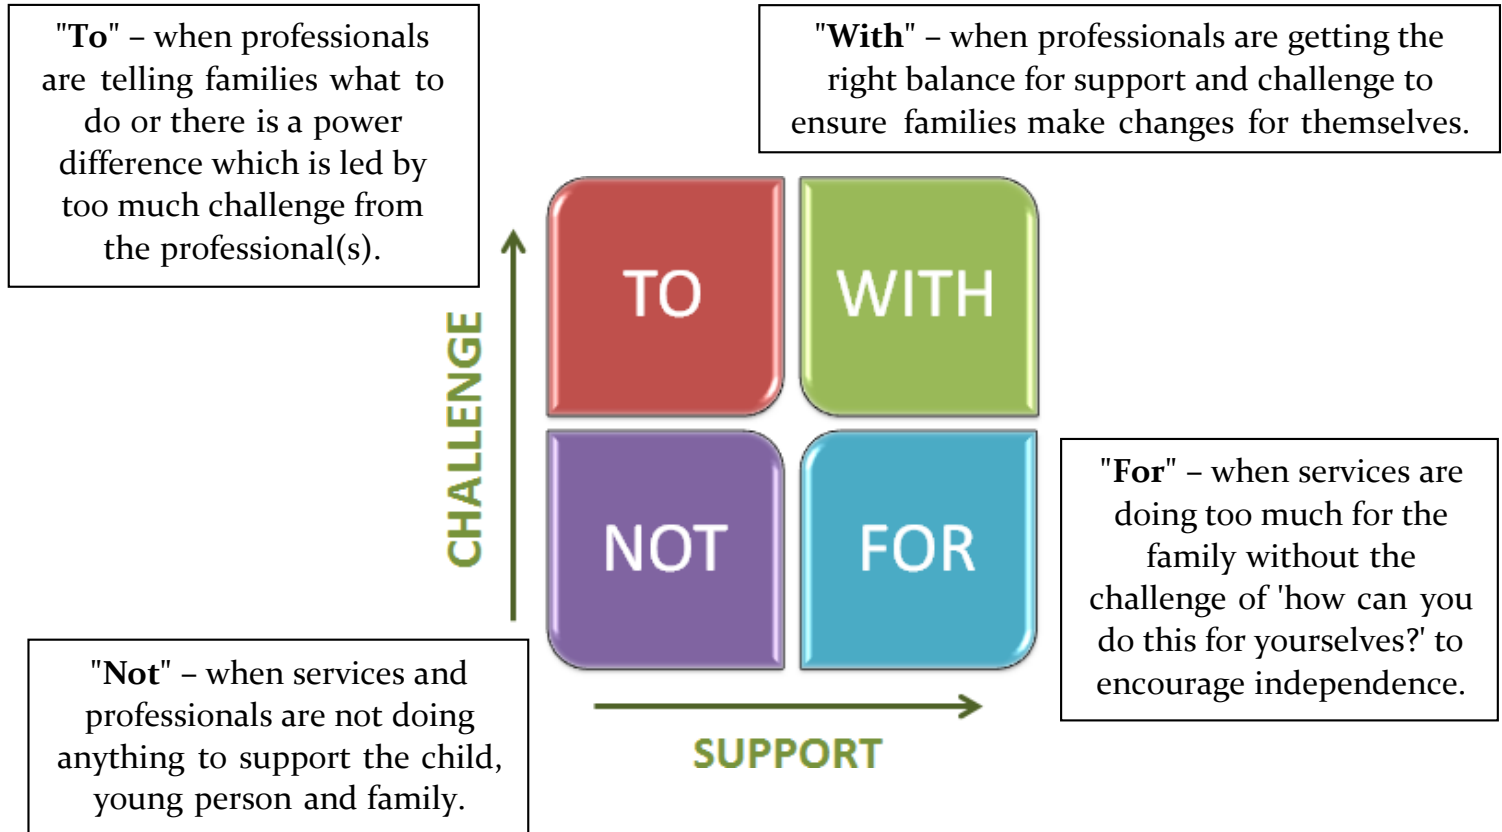 "To" – when professionals
are telling families what to
do or there is a power
difference which is led by
too much challenge from
the professional(s).
"With" – when professionals are getting the
right balance for support and challenge to
ensure families make changes for themselves.
TO
WITH
CHALLENGE
NOT
FOR
"For" – when services are
doing too much for the
family without the
challenge of 'how can you
do this for yourselves?' to
encourage independence.
"Not" – when services and
professionals are not doing
anything to support the child,
young person and family.
SUPPORT